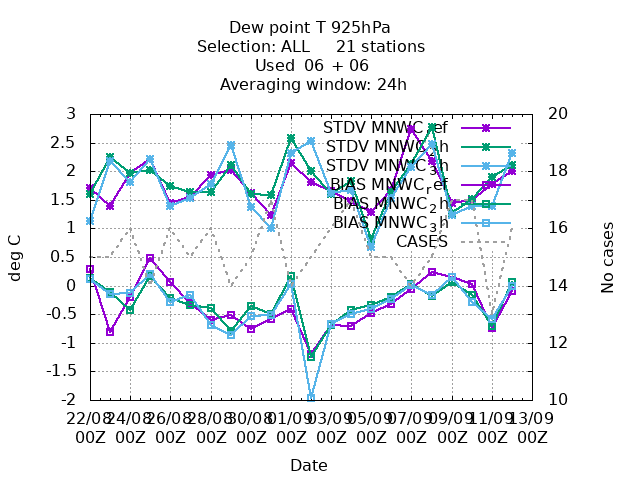 Dew point T 925hPa
Selection: ALL     21 stations
Used  06 + 06
Averaging window: 24h
STDV MNWC_ref
STDV MNWC_2h
STDV MNWC_3h
BIAS MNWC_ref
BIAS MNWC_2h
BIAS MNWC_3h
CASES
3
2.5
2
1.5
1
0.5
0
-0.5
-1
-1.5
-2
20
18
16
14
12
10
deg C
No cases
22/08 24/08 26/08 28/08 30/08 01/09 03/09 05/09 07/09 09/09 11/09 13/09
00Z 00Z 00Z 00Z 00Z 00Z 00Z 00Z 00Z 00Z 00Z 00Z
Date